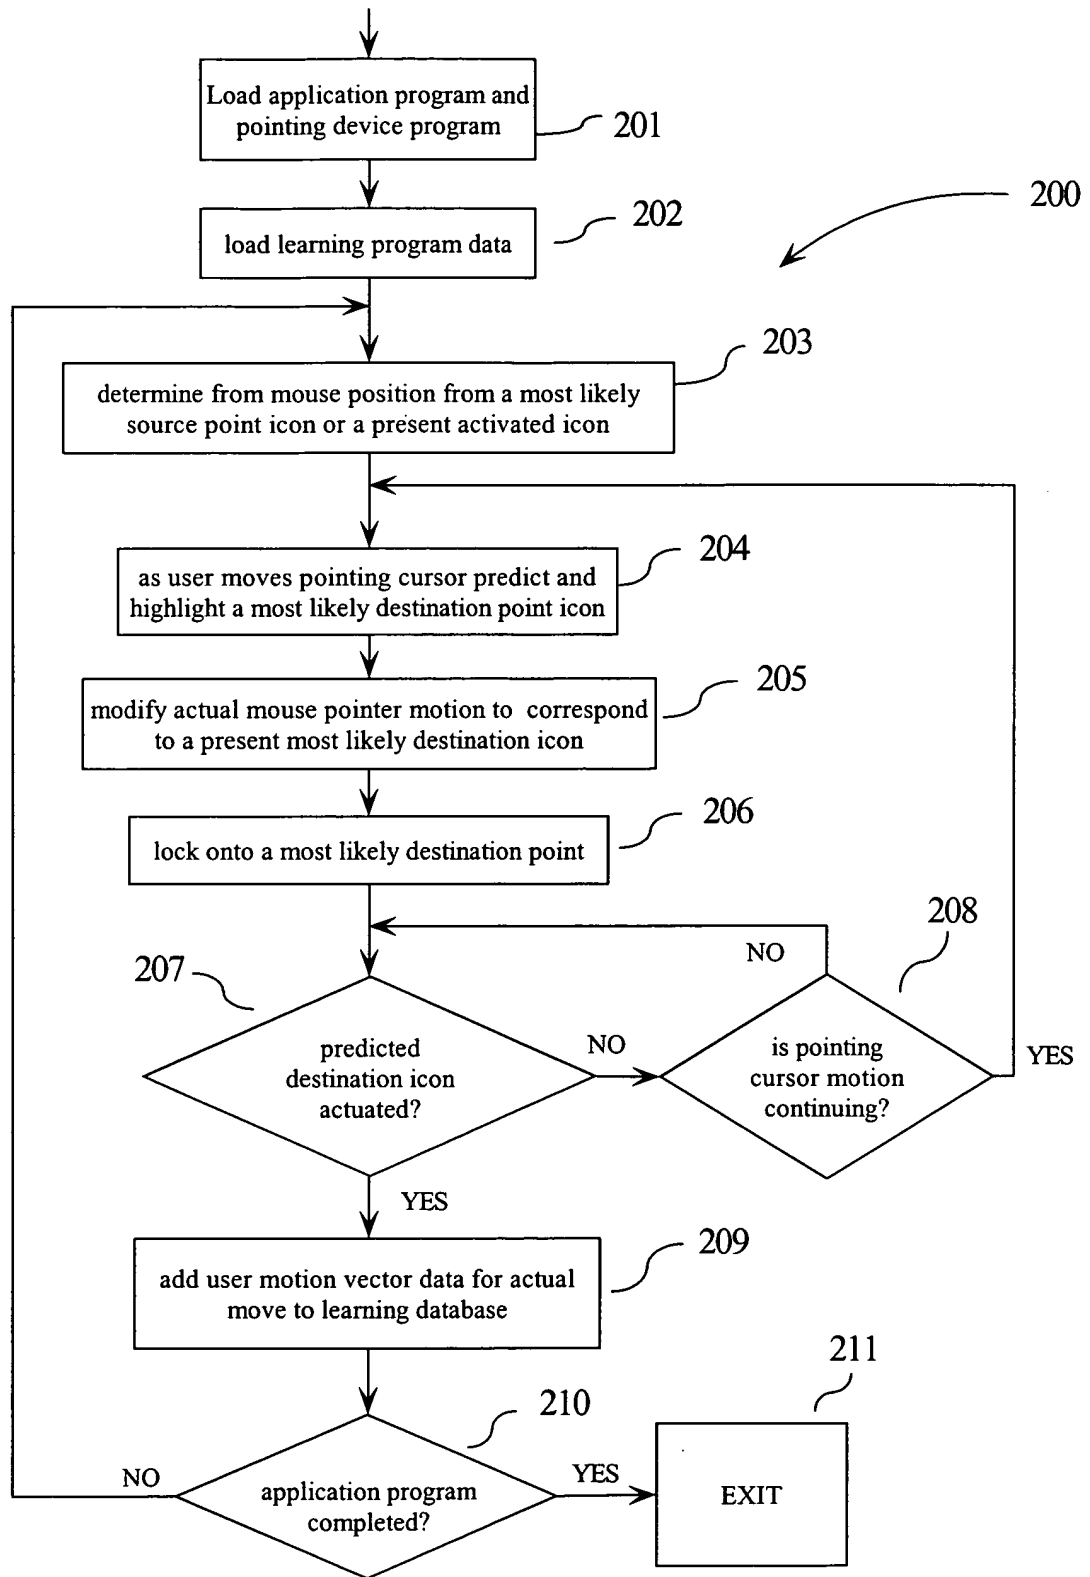 Load application program and
pointing device program
201
load learning program data
202
200
determine from mouse position from a most likely
source point icon or a present activated icon
203
as user moves pointing cursor predict and
highlight a most likely destination point icon
204
modify actual mouse pointer motion to correspond
to a present most likely destination icon
205
lock onto a most likely destination point
206
207
predicted
destination icon
actuated?
NO
208
NO
is pointing
cursor motion
continuing?
YES
YES
add user motion vector data for actual
move to learning database
209
210
application program
completed?
NO
YES
211
EXIT